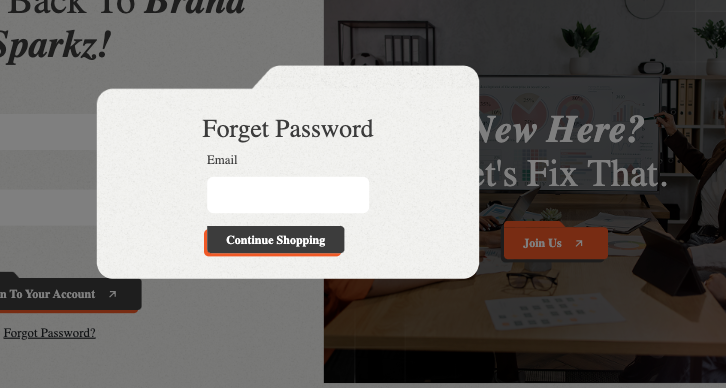 Back To Brand
Sparkz!
Forget Password
Email
Continue Shopping
New Here?
Let's Fix That.
Join Us
n To Your Account
Forgot Password?